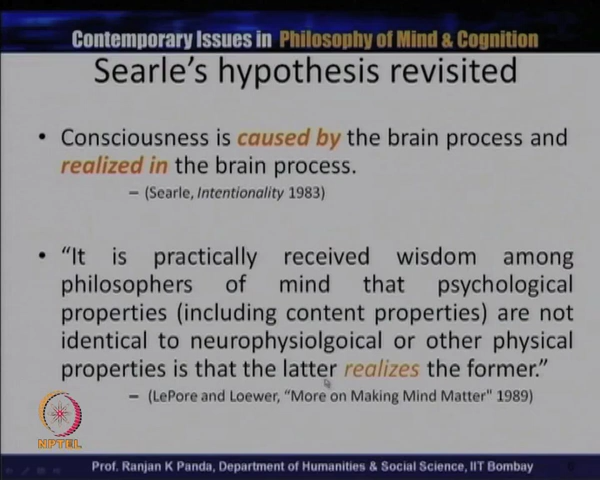 Contemporary Issues in Philosophy of Mind & Cognition
Searle's hypothesis revisited
• Consciousness is caused by the brain process and
realized in the brain process.
– (Searle, Intentionality 1983)
• “It is practically received wisdom among
philosophers of mind that psychological
properties (including content properties) are not
identical to neurophysiolgoical or other physical
properties is that the latter realizes the former.”
– (LePore and Loewer, “More on Making Mind Matter" 1989)
NPTEL
Prof. Ranjan K Panda, Department of Humanities & Social Science, IIT Bombay